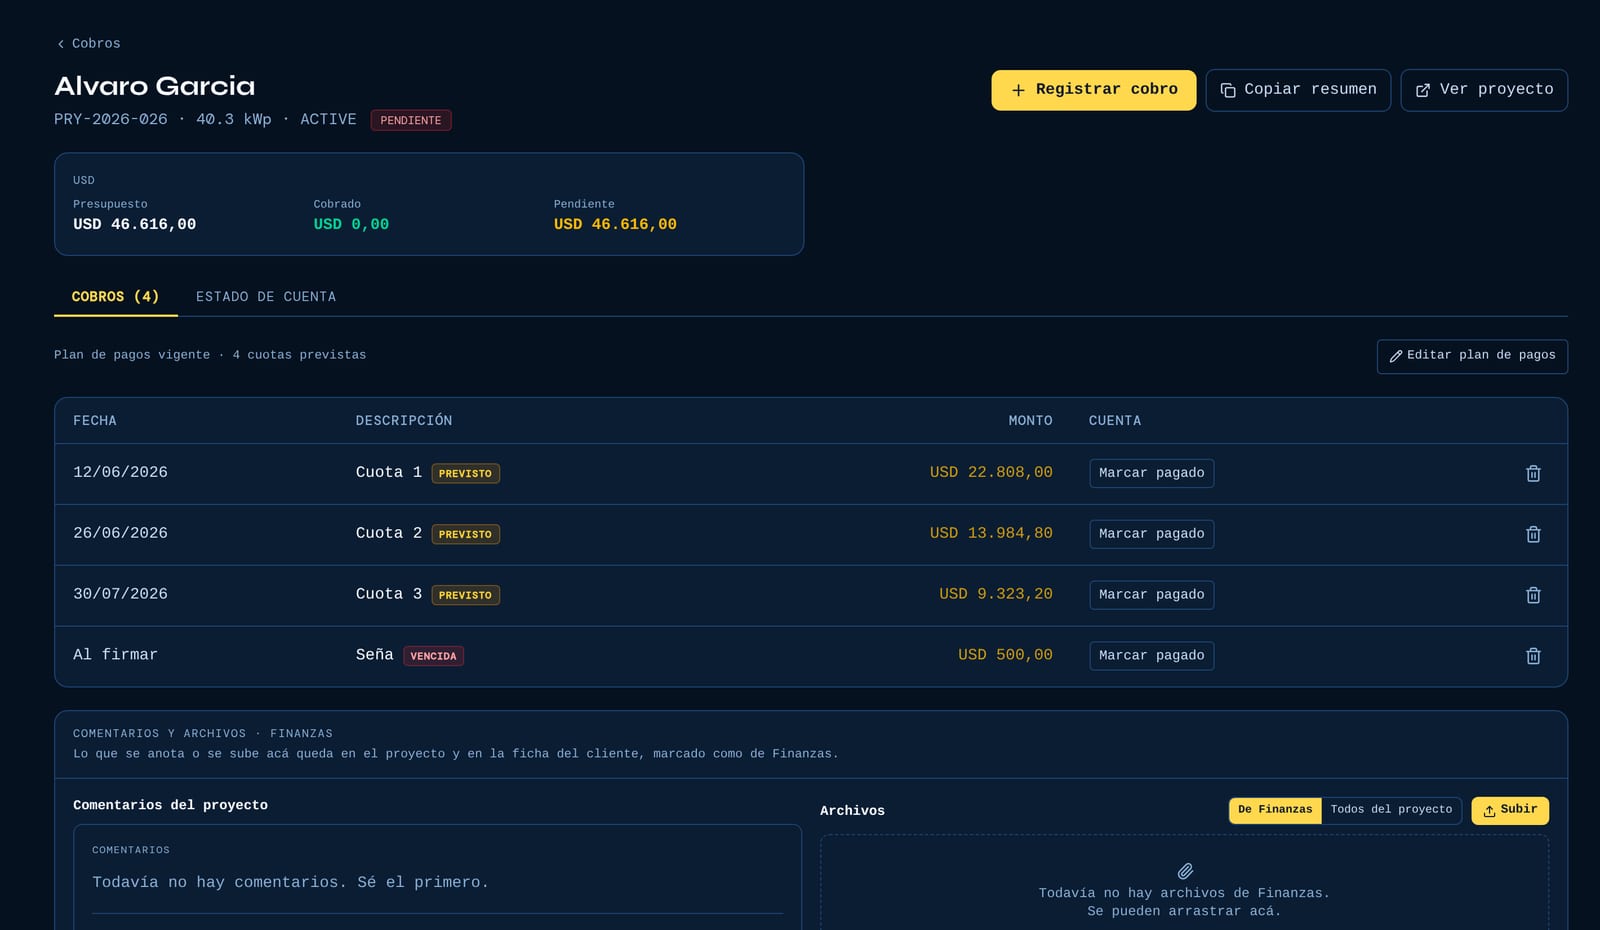 Cobros
Alvaro Garcia
PRY-2026-026 · 40.3 kWp · ACTIVE PENDIENTE
Registrar cobro
Copiar resumen
Ver proyecto
USD
Presupuesto Cobrado Pendiente
USD 46.616,00 USD 0,00 USD 46.616,00
COBROS (4) ESTADO DE CUENTA
Plan de pagos vigente · 4 cuotas previstas
Editar plan de pagos
FECHA DESCRIPCIÓN MONTO CUENTA
12/06/2026 Cuota 1 PREVISTO USD 22.808,00 Marcar pagado
26/06/2026 Cuota 2 PREVISTO USD 13.984,80 Marcar pagado
30/07/2026 Cuota 3 PREVISTO USD 9.323,20 Marcar pagado
Al firmar Seña VENCIDA USD 500,00 Marcar pagado
COMENTARIOS Y ARCHIVOS · FINANZAS
Lo que se anota o se sube acá queda en el proyecto y en la ficha del cliente, marcado como de Finanzas.
Comentarios del proyecto
COMENTARIOS
Todavía no hay comentarios. Sé el primero.
Archivos
De Finanzas Todos del proyecto Subir
Todavía no hay archivos de Finanzas.
Se pueden arrastrar acá.